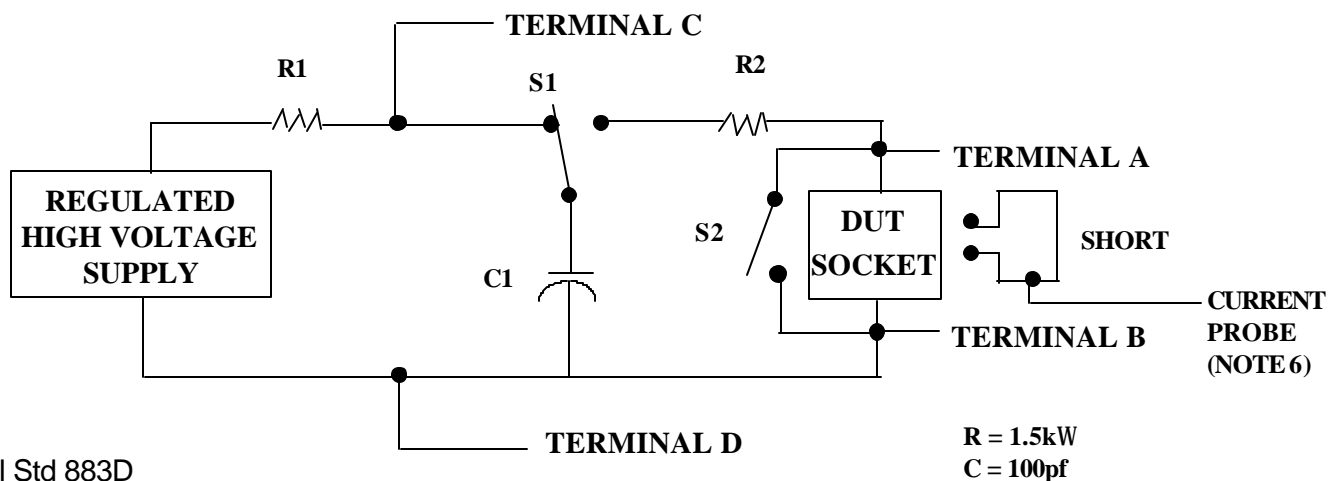 TERMINAL C
R1
S1
R2
TERMINAL A
REGULATED
HIGH VOLTAGE
SUPPLY
C1
S2
DUT
SOCKET
SHORT
CURRENT
PROBE
(NOTE 6)
TERMINAL B
TERMINAL D
R = 1.5kW
C = 100pf
l Std 883D